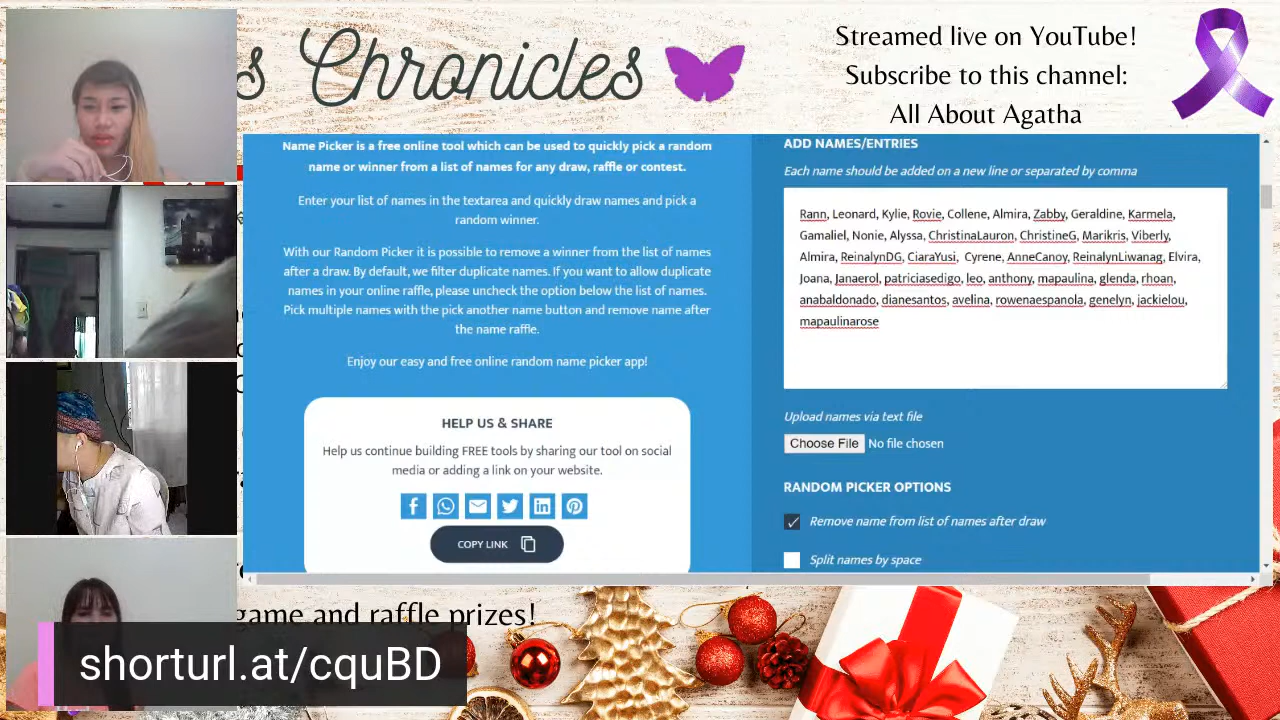 s Chronicles
Streamed live on YouTube!
Subscribe to this channel:
All About Agatha
Name Picker is a free online tool which can be used to quickly pick a random
name or winner from a list of names for any draw, raffle or contest.
Enter your list of names in the textarea and quickly draw names and pick a
random winner.
With our Random Picker it is possible to remove a winner from the list of names
after a draw. By default, we filter duplicate names. If you want to allow duplicate
names in your online raffle, please uncheck the option below the list of names.
Pick multiple names with the pick another name button and remove name after
the name raffle.
Enjoy our easy and free online random name picker app!
HELP US & SHARE
Help us continue building FREE tools by sharing our tool on social
media or adding a link on your website.
COPY LINK
ADD NAMES/ENTRIES
Each name should be added on a new line or separated by comma
Rann, Leonard, Kylie, Rovie, Collene, Almira, Zabby, Geraldine, Karmela,
Gamaliel, Nonie, Alyssa, ChristinaLauron, ChristineG, Marikris, Viberly,
Almira, ReinalynDG, CiaraYusi, Cyrene, AnneCanoy, ReinalynLiwanag, Elvira,
Joana, Janaerol, patriciasedigo, leo, anthony, mapaulina, glenda, rhoan,
anabaldonado, dianesantos, avelina, rowenaespanola, genelyn, jackielou,
mapaulinarose
Upload names via text file
Choose File No file chosen
RANDOM PICKER OPTIONS
Remove name from list of names after draw
Split names by space
game and raffle prizes!
shorturl.at/cquBD